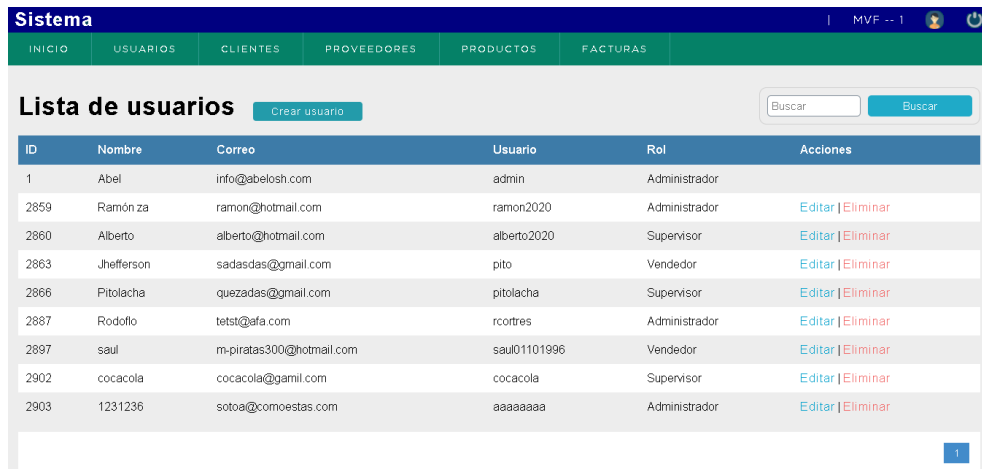 Sistema | MVF -- 1
INICIO USUARIOS CLIENTES PROVEEDORES PRODUCTOS FACTURAS
Lista de usuarios Crear usuario Buscar Buscar
ID Nombre Correo Usuario Rol Acciones
1 Abel info@abelosh.com admin Administrador
2859 Ramón za ramon@hotmail.com ramon2020 Administrador Editar | Eliminar
2860 Alberto alberto@hotmail.com alberto2020 Supervisor Editar | Eliminar
2863 Jhefferson sadasdas@gmail.com pito Vendedor Editar | Eliminar
2866 Pitolacha quezadas@gmail.com pitolacha Supervisor Editar | Eliminar
2887 Rodoflo tetst@afa.com rcortres Administrador Editar | Eliminar
2897 saul m-piratas300@hotmail.com saul01101996 Vendedor Editar | Eliminar
2902 cocacola cocacola@gamil.com cocacola Supervisor Editar | Eliminar
2903 1231236 sotoa@comoestas.com aaaaaaaa Administrador Editar | Eliminar
1